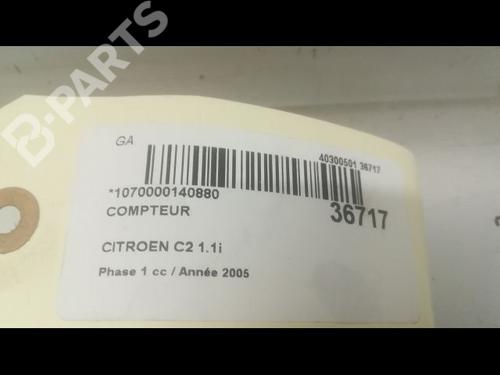 B-PARTS
GA
40300501 36717
*1070000140880
36717
COMPTEUR
CITROEN C2 1.1i
Phase 1 cc / Année 2005